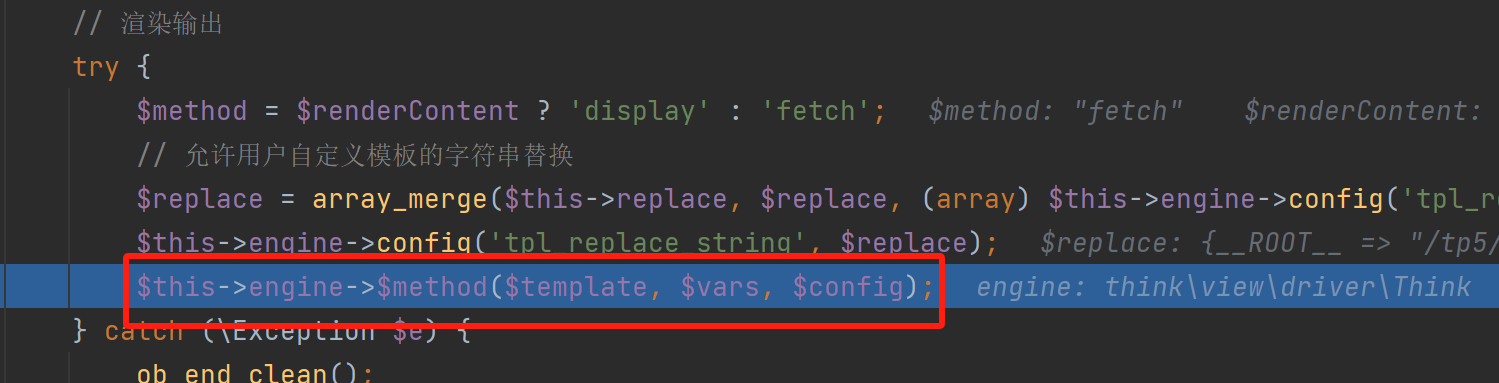 // 渲染输出
try {
$method = $renderContent ? 'display' : 'fetch'; $method: "fetch" $renderContent:
// 允许用户自定义模板的字符串替换
$replace = array_merge($this->replace, $replace, (array) $this->engine->config('tpl_re
$this->engine->config('tpl_replace_string', $replace); $replace: {__ROOT__ => "/tp5/
$this->engine->$method($template, $vars, $config); engine: think\view\driver\Think
} catch (\Exception $e) {
ob_end_clean();